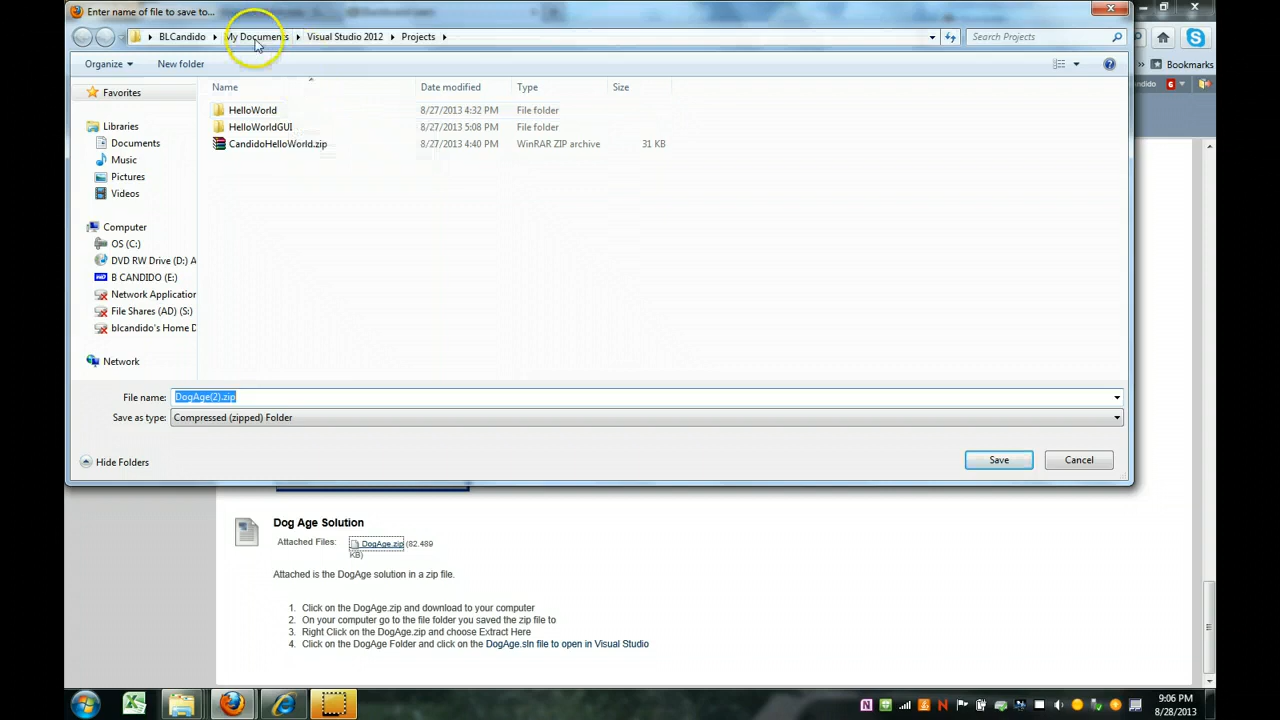 Enter name of file to save to...
BLCandido My Documents Visual Studio 2012 Projects
Search Projects
Organize New folder
Bookmarks
Favorites
Name Date modified Type Size
HelloWorld 8/27/2013 4:32 PM File folder
HelloWorldGUI 8/27/2013 5:08 PM File folder
CandidoHelloWorld.zip 8/27/2013 4:40 PM WinRAR ZIP archive 31 KB
Libraries
Documents
Music
Pictures
Videos
Computer
OS (C:)
DVD RW Drive (D:) A
B CANDIDO (E:)
Network Application
File Shares (AD) (S:)
blcandido's Home D
Network
File name: DogAge(2).zip
Save as type: Compressed (zipped) Folder
Hide Folders
Save Cancel
Dog Age Solution
Attached Files: DogAge.zip (82.489
KB)
Attached is the DogAge solution in a zip file.
1. Click on the DogAge.zip and download to your computer
2. On your computer go to the file folder you saved the zip file to
3. Right Click on the DogAge.zip and choose Extract Here
4. Click on the DogAge Folder and click on the DogAge.sln file to open in Visual Studio
9:06 PM
8/28/2013